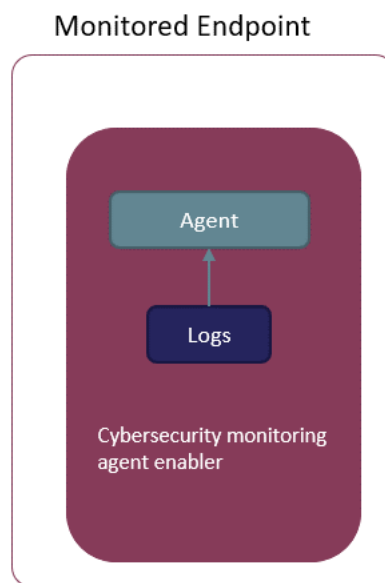 Monitored Endpoint
Agent
Logs
Cybersecurity monitoring
agent enabler